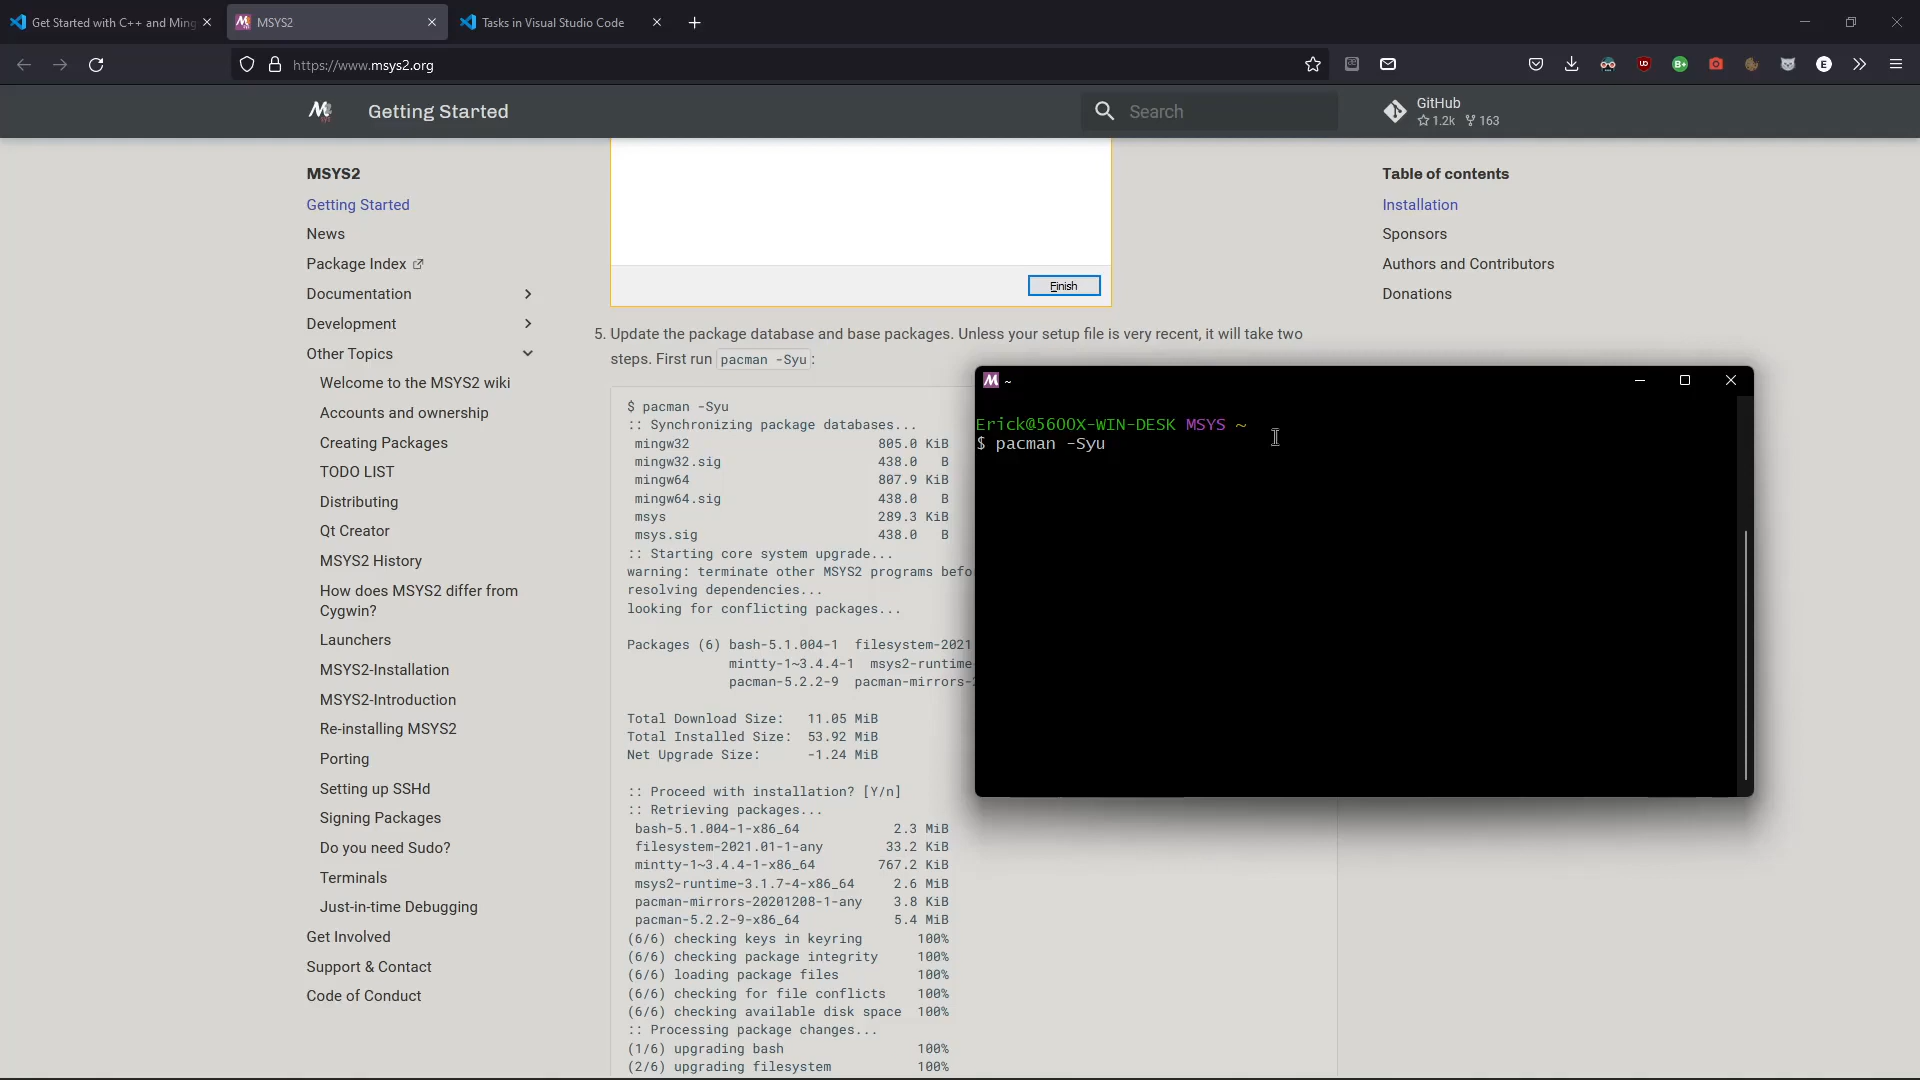 Get Started with C++ and Ming
MSYS2
Tasks in Visual Studio Code
https://www.msys2.org
Getting Started
Search
GitHub
1.2k 163
MSYS2
Getting Started
News
Package Index
Documentation
Development
Other Topics
Welcome to the MSYS2 wiki
Accounts and ownership
Creating Packages
TODO LIST
Distributing
Qt Creator
MSYS2 History
How does MSYS2 differ from
Cygwin?
Launchers
MSYS2-Installation
MSYS2-Introduction
Re-installing MSYS2
Porting
Setting up SSHd
Signing Packages
Do you need Sudo?
Terminals
Just-in-time Debugging
Get Involved
Support & Contact
Code of Conduct
Finish
5. Update the package database and base packages. Unless your setup file is very recent, it will take two
steps. First run pacman -Syu:
$ pacman -Syu
:: Synchronizing package databases...
mingw32 805.0 KiB
mingw32.sig 438.0 B
mingw64 807.9 KiB
mingw64.sig 438.0 B
msys 289.3 KiB
msys.sig 438.0 B
:: Starting core system upgrade...
warning: terminate other MSYS2 programs befo
resolving dependencies...
looking for conflicting packages...
Packages (6) bash-5.1.004-1 filesystem-2021
mintty-1~3.4.4-1 msys2-runtime-
pacman-5.2.2-9 pacman-mirrors-2
Total Download Size: 11.05 MiB
Total Installed Size: 53.92 MiB
Net Upgrade Size: -1.24 MiB
:: Proceed with installation? [Y/n]
:: Retrieving packages...
bash-5.1.004-1-x86_64 2.3 MiB
filesystem-2021.01-1-any 33.2 KiB
mintty-1~3.4.4-1-x86_64 767.2 KiB
msys2-runtime-3.1.7-4-x86_64 2.6 MiB
pacman-mirrors-20201208-1-any 3.8 KiB
pacman-5.2.2-9-x86_64 5.4 MiB
(6/6) checking keys in keyring 100%
(6/6) checking package integrity 100%
(6/6) loading package files 100%
(6/6) checking for file conflicts 100%
(6/6) checking available disk space 100%
:: Processing package changes...
(1/6) upgrading bash 100%
(2/6) upgrading filesystem 100%
~
Erick@5600X-WIN-DESK MSYS ~
$ pacman -Syu
Table of contents
Installation
Sponsors
Authors and Contributors
Donations